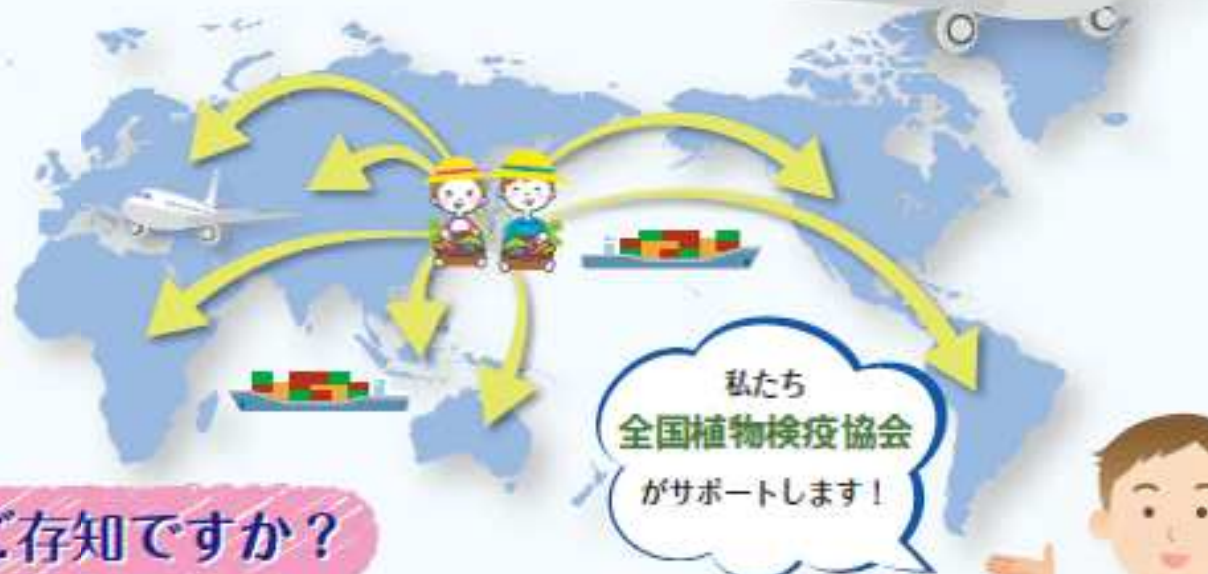 私たち
全国植物検疫協会
がサポートします！
ご存知ですか？